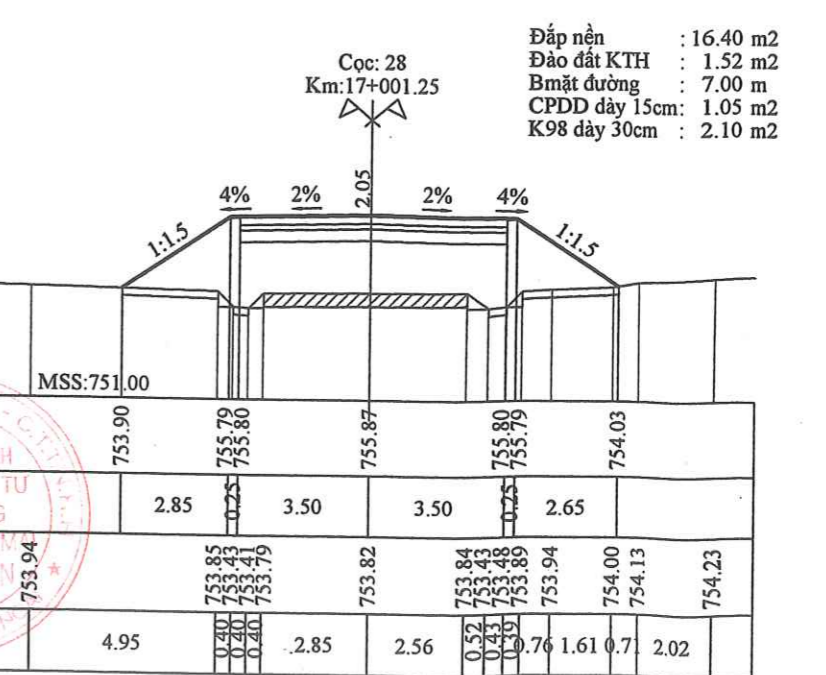 Đắp nền : 16.40 m2
Đào đất KTH : 1.52 m2
Bmặt đường : 7.00 m
CPDD dày 15cm: 1.05 m2
K98 dày 30cm : 2.10 m2
Cọc: 28
Km:17+001.25
2.05
4% 2% 2% 4%
1:1.5 1:1.5
MSS:751.00
753.90 755.79 755.80 755.87 755.80 755.79 754.03
2.85 0.25 3.50 3.50 0.25 2.65
753.94 753.85 753.43 753.41 753.79 753.82 753.84 753.43 753.48 753.89 753.94 754.00 754.13 754.23
4.95 0.40 0.40 0.40 2.85 2.56 0.52 0.43 0.39 0.76 1.61 0.71 2.02